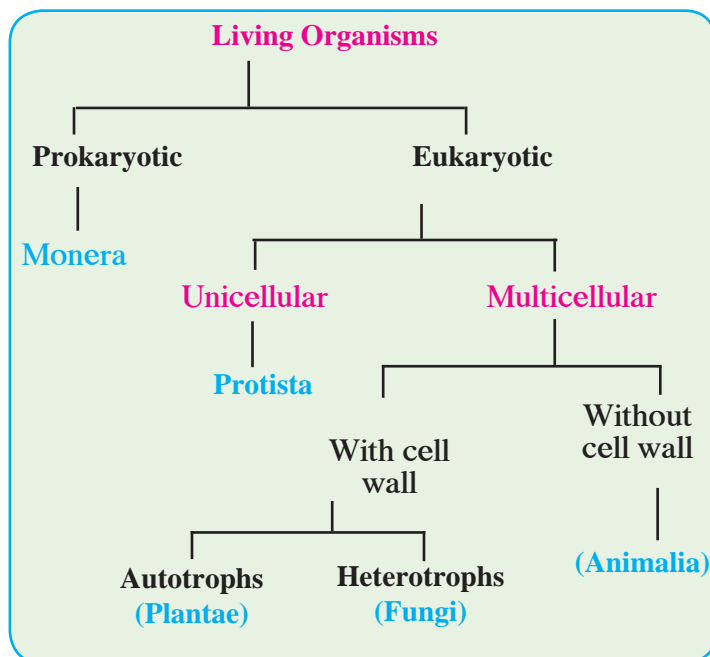 Living Organisms
Prokaryotic
Eukaryotic
Monera
Unicellular
Multicellular
Protista
With cell
wall
Without
cell wall
Autotrophs
(Plantae)
Heterotrophs
(Fungi)
(Animalia)